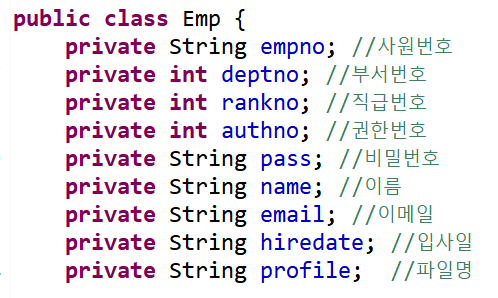 public class Emp {
private String empno; //사원번호
private int deptno; //부서번호
private int rankno; //직급번호
private int authno; //권한번호
private String pass; //비밀번호
private String name; //이름
private String email; //이메일
private String hiredate; //입사일
private String profile; //파일명